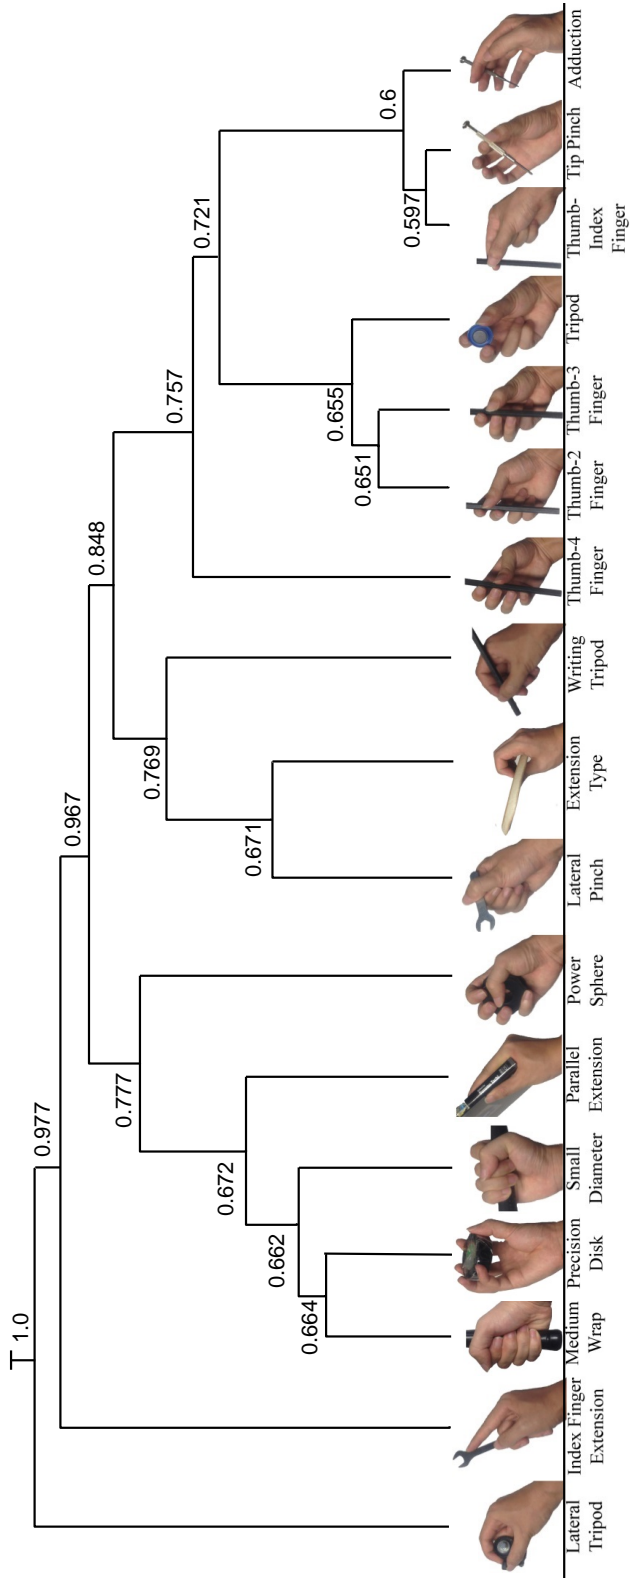 1.0
0.977
0.967
0.848
0.757
0.721
0.6
0.597
0.655
0.651
0.769
0.671
0.777
0.672
0.662
0.664
Lateral
Tripod
Index Finger
Extension
Medium
Wrap
Precision
Disk
Small
Diameter
Parallel
Extension
Power
Sphere
Lateral
Pinch
Extension
Type
Writing
Tripod
Thumb-4
Finger
Thumb-2
Finger
Thumb-3
Finger
Tripod
Thumb-
Index
Finger
Tip Pinch
Adduction